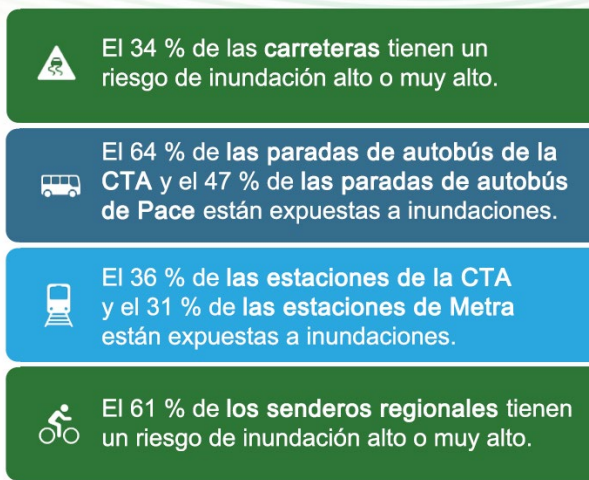 El 34 % de las carreteras tienen un
riesgo de inundación alto o muy alto.
El 64 % de las paradas de autobús de la
CTA y el 47 % de las paradas de autobús
de Pace están expuestas a inundaciones.
El 36 % de las estaciones de la CTA
y el 31 % de las estaciones de Metra
están expuestas a inundaciones.
El 61 % de los senderos regionales tienen
un riesgo de inundación alto o muy alto.